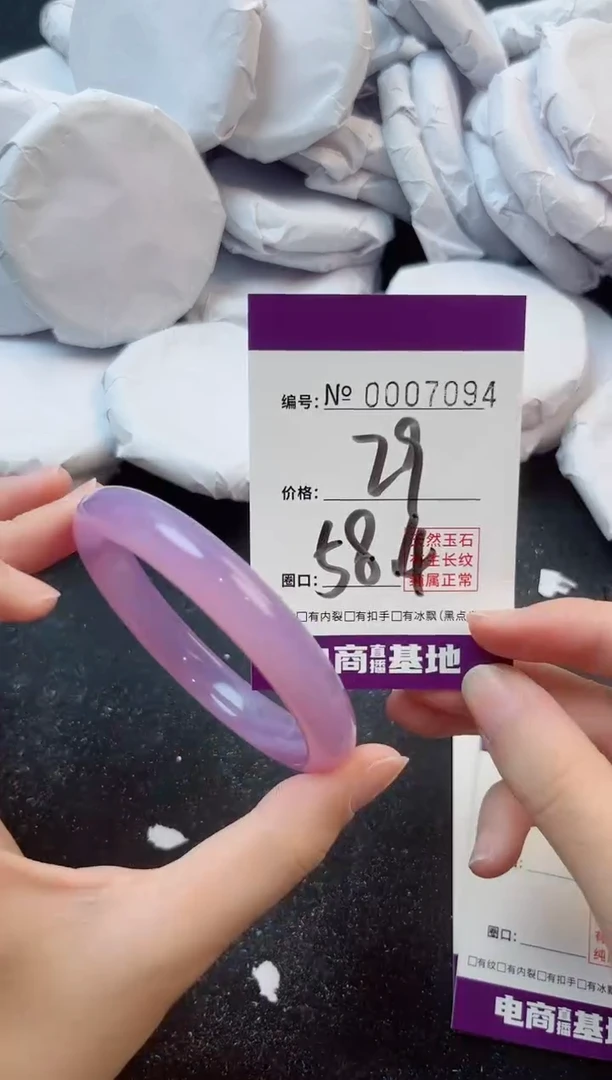 编号: Nº 0007094
价格: 29
圈口: 58.4
天然玉石
有生长纹
纯属正常
□有内裂□有扣手□有冰飘(黑点
电商直播基地
圈口:
□有纹□有内裂□有扣手□有冰飘
电商直播基